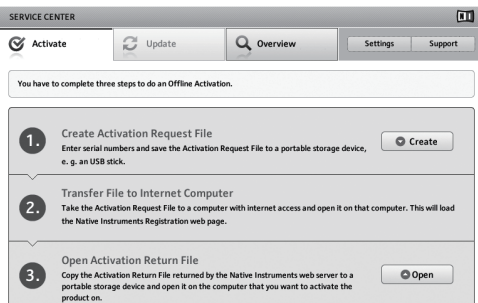 SERVICE CENTER
Activate
Update
Overview
Settings
Support
You have to complete three steps to do an Offline Activation.
1.
Create Activation Request File
Enter serial numbers and save the Activation Request File to a portable storage device,
e. g. an USB stick.
Create
2.
Transfer File to Internet Computer
Take the Activation Request File to a computer with internet access and open it on that computer. This will load
the Native Instruments Registration web page.
3.
Open Activation Return File
Copy the Activation Return File returned by the Native Instruments web server to a
portable storage device and open it on the computer that you want to activate the
product on.
Open